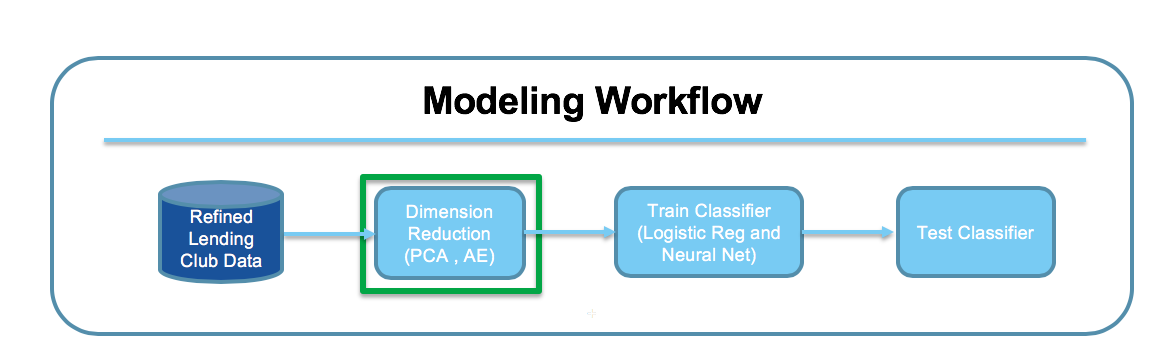 Modeling Workflow
Refined
Lending
Club Data
Dimension
Reduction
(PCA , AE)
Train Classifier
(Logistic Reg and
Neural Net)
Test Classifier